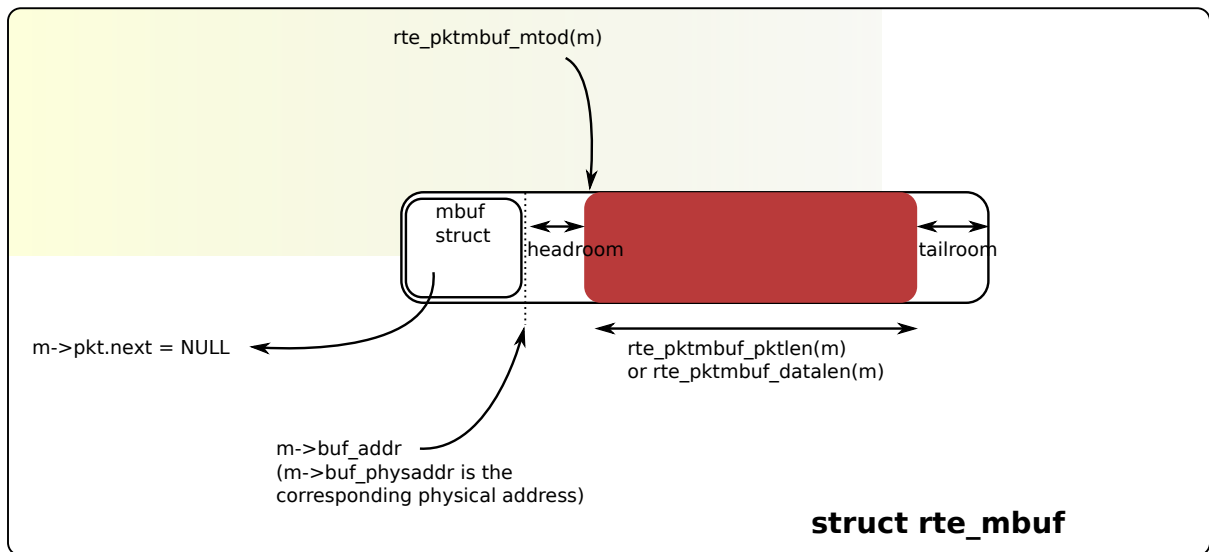 rte_pktmbuf_mtod(m)
mbuf
struct
headroom
tailroom
m->pkt.next = NULL
rte_pktmbuf_pktlen(m)
or rte_pktmbuf_datalen(m)
m->buf_addr
(m->buf_physaddr is the
corresponding physical address)
struct rte_mbuf